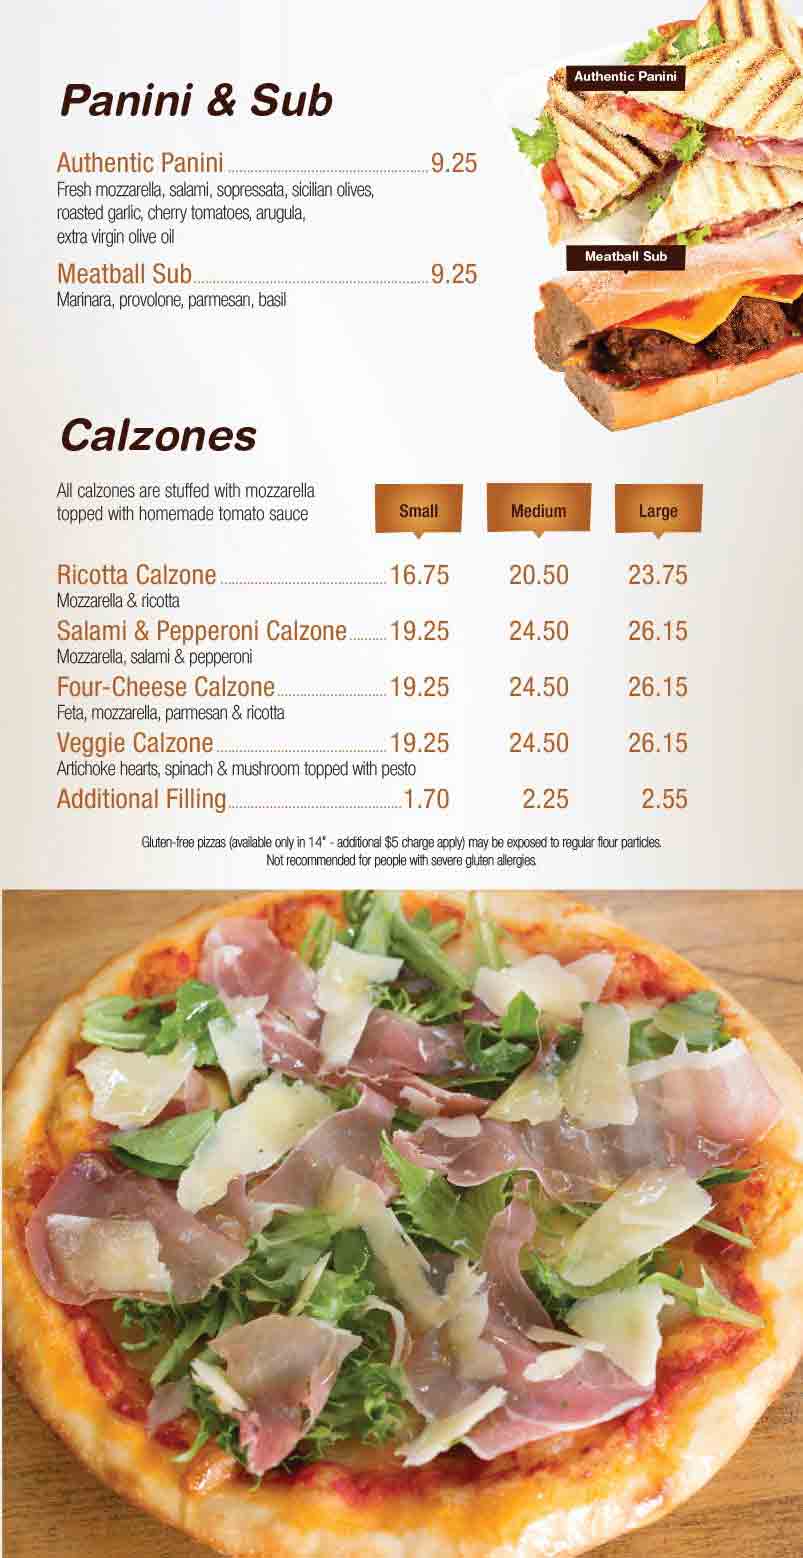 Panini & Sub
Authentic Panini 9.25
Fresh mozzarella, salami, sopressata, sicilian olives,
roasted garlic, cherry tomatoes, arugula,
extra virgin olive oil
Meatball Sub 9.25
Marinara, provolone, parmesan, basil
Authentic Panini
Meatball Sub
Calzones
All calzones are stuffed with mozzarella
topped with homemade tomato sauce
Small Medium Large
Ricotta Calzone 16.75 20.50 23.75
Mozzarella & ricotta
Salami & Pepperoni Calzone 19.25 24.50 26.15
Mozzarella, salami & pepperoni
Four-Cheese Calzone 19.25 24.50 26.15
Feta, mozzarella, parmesan & ricotta
Veggie Calzone 19.25 24.50 26.15
Artichoke hearts, spinach & mushroom topped with pesto
Additional Filling 1.70 2.25 2.55
Gluten-free pizzas (available only in 14" - additional $5 charge apply) may be exposed to regular flour particles.
Not recommended for people with severe gluten allergies.